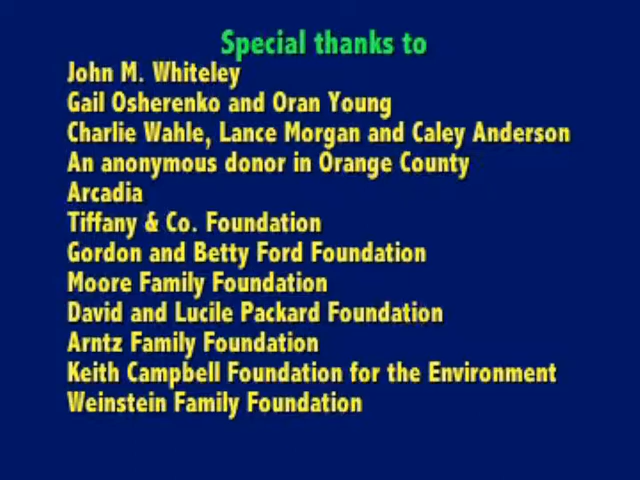 Special thanks to
John M. Whiteley
Gail Osherenko and Oran Young
Charlie Wahle, Lance Morgan and Caley Anderson
An anonymous donor in Orange County
Arcadia
Tiffany & Co. Foundation
Gordon and Betty Ford Foundation
Moore Family Foundation
David and Lucile Packard Foundation
Arntz Family Foundation
Keith Campbell Foundation for the Environment
Weinstein Family Foundation